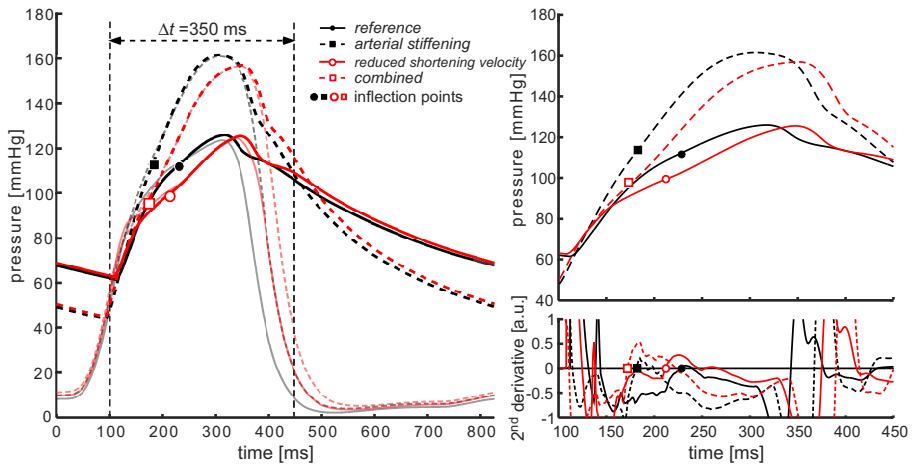 Δt =350 ms
reference
arterial stiffening
reduced shortening velocity
combined
inflection points
pressure [mmHg]
180
160
140
120
100
80
60
40
20
0
0 100 200 300 400 500 600 700 800
time [ms]
pressure [mmHg]
180
160
140
120
100
80
60
40
2nd derivative [a.u.]
1
0.5
0
-0.5
-1
100 150 200 250 300 350 400 450
time [ms]